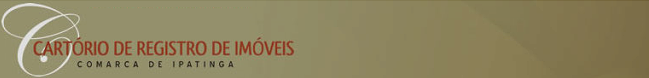 CARTÓRIO DE REGISTRO DE IMÓVEIS
COMARCA DE IPATINGA